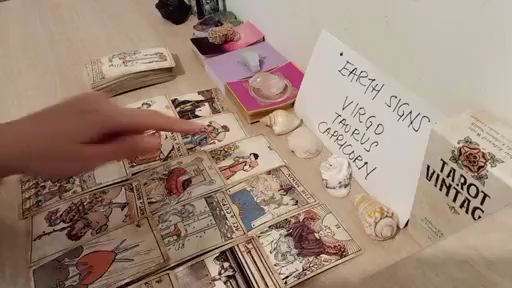 EARTH SIGNS
VIRGO
TAURUS
CAPRICORN
TAROT
VINTAG